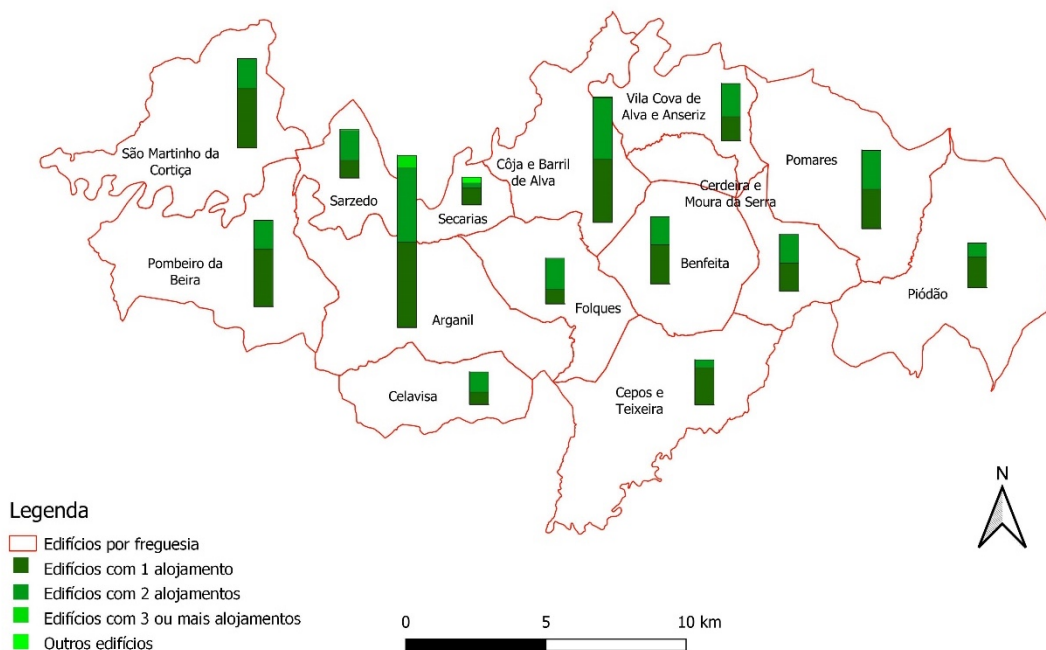 Vila Cova de
Alva e Anseriz
São Martinho da
Cortiça
Sarzedo
Secarias
Côja e Barril
de Alva
Cerdeira e
Moura da Serra
Pomares
Pombeiro da
Beira
Arganil
Folques
Benfeita
Piódão
Celavisa
Cepos e
Teixeira
N
Legenda
Edifícios por freguesia
Edifícios com 1 alojamento
Edifícios com 2 alojamentos
Edifícios com 3 ou mais alojamentos
Outros edifícios
0 5 10 km